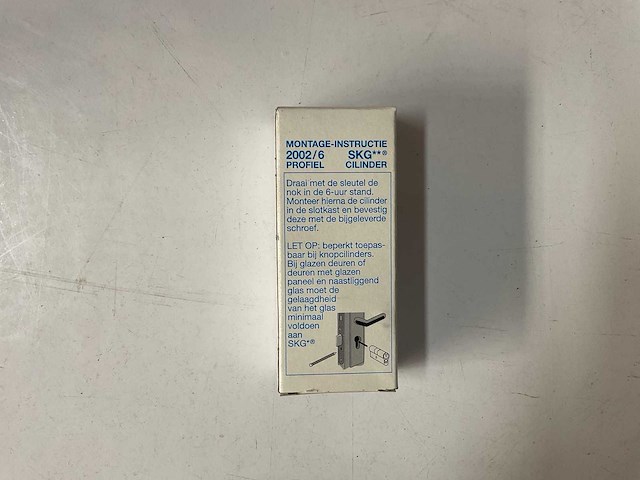 MONTAGE-INSTRUCTIE
2002/6 SKG**®
PROFIEL CILINDER
Draai met de sleutel de
nok in de 6-uur stand.
Monteer hierna de cilinder
in de slotkast en bevestig
deze met de bijgeleverde
schroef.
LET OP: beperkt toepas-
baar bij knopcilinders.
Bij glazen deuren of
deuren met glazen
paneel en naastliggend
glas moet de
gelaagdheid
van het glas
minimaal
voldoen
aan
SKG*®